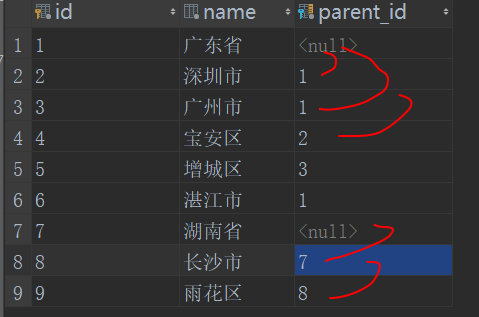 id name parent_id
1 1 广东省 <null>
2 2 深圳市 1
3 3 广州市 1
4 4 宝安区 2
5 5 增城区 3
6 6 湛江市 1
7 7 湖南省 <null>
8 8 长沙市 7
9 9 雨花区 8